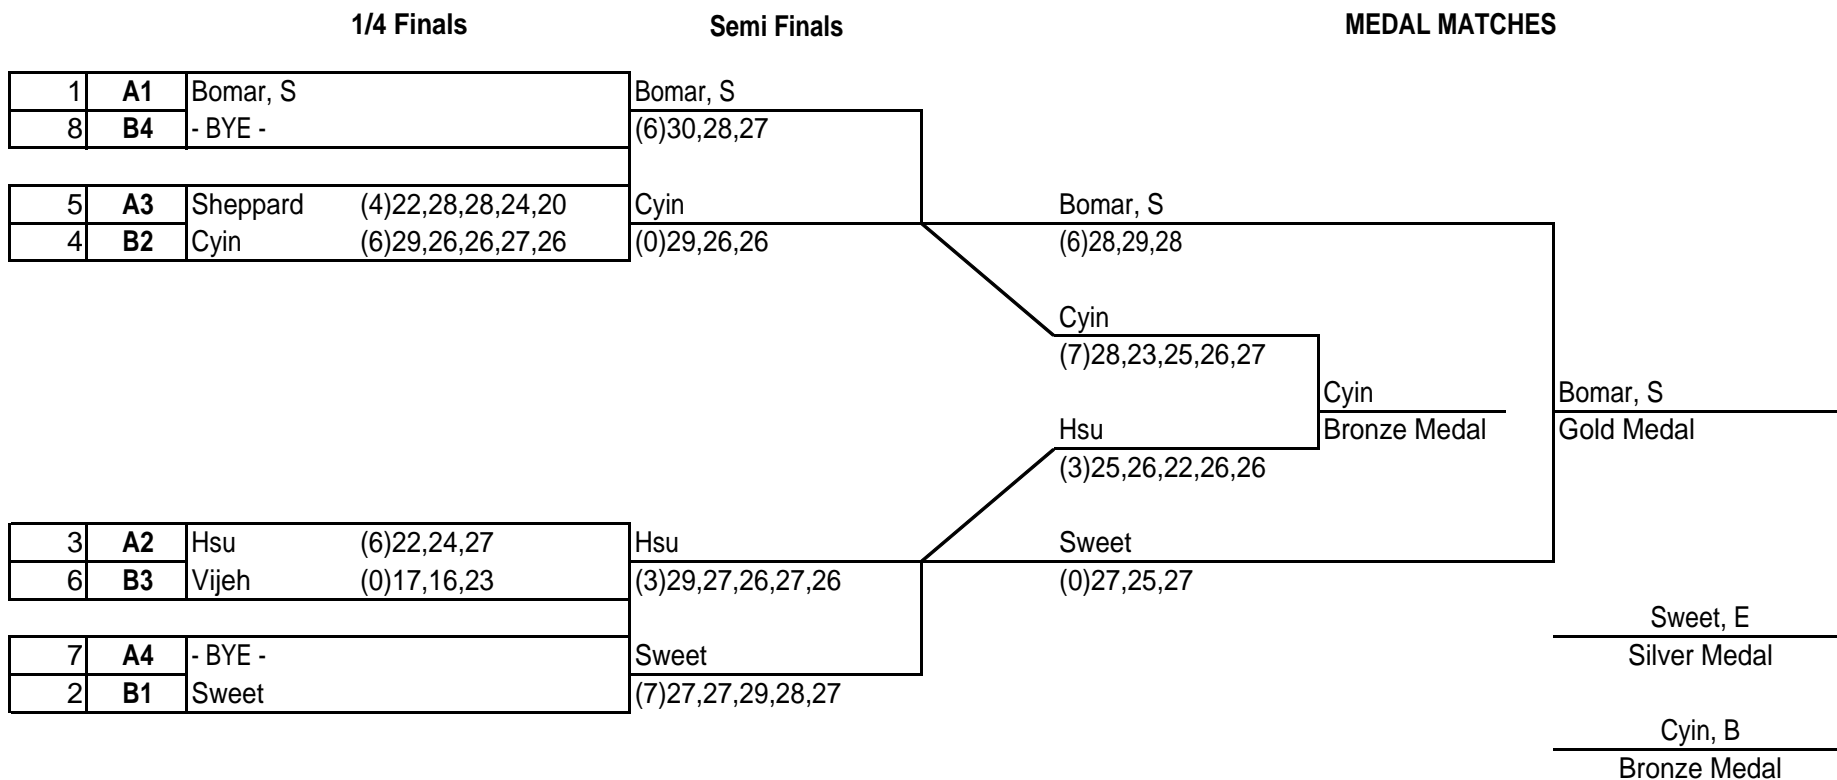 1/4 Finals Semi Finals MEDAL MATCHES
1 A1 Bomar, S Bomar, S
8 B4 - BYE - (6)30,28,27
5 A3 Sheppard (4)22,28,28,24,20 Cyin Bomar, S
4 B2 Cyin (6)29,26,26,27,26 (0)29,26,26 (6)28,29,28
Cyin
(7)28,23,25,26,27
Cyin Bomar, S
Hsu Bronze Medal Gold Medal
(3)25,26,22,26,26
3 A2 Hsu (6)22,24,27 Hsu Sweet
6 B3 Vijeh (0)17,16,23 (3)29,27,26,27,26 (0)27,25,27
Sweet, E
7 A4 - BYE - Sweet Silver Medal
2 B1 Sweet (7)27,27,29,28,27
Cyin, B
Bronze Medal